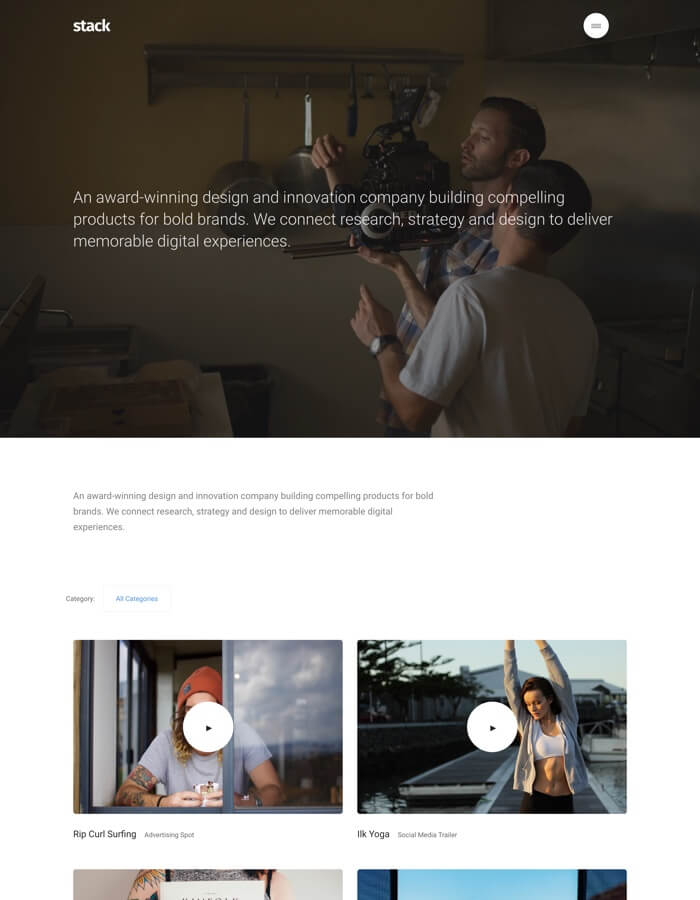 stack
An award-winning design and innovation company building compelling
products for bold brands. We connect research, strategy and design to deliver
memorable digital experiences.
An award-winning design and innovation company building compelling products for bold
brands. We connect research, strategy and design to deliver memorable digital
experiences.
Category: All Categories
Rip Curl Surfing Advertising Spot
Ilk Yoga Social Media Trailer